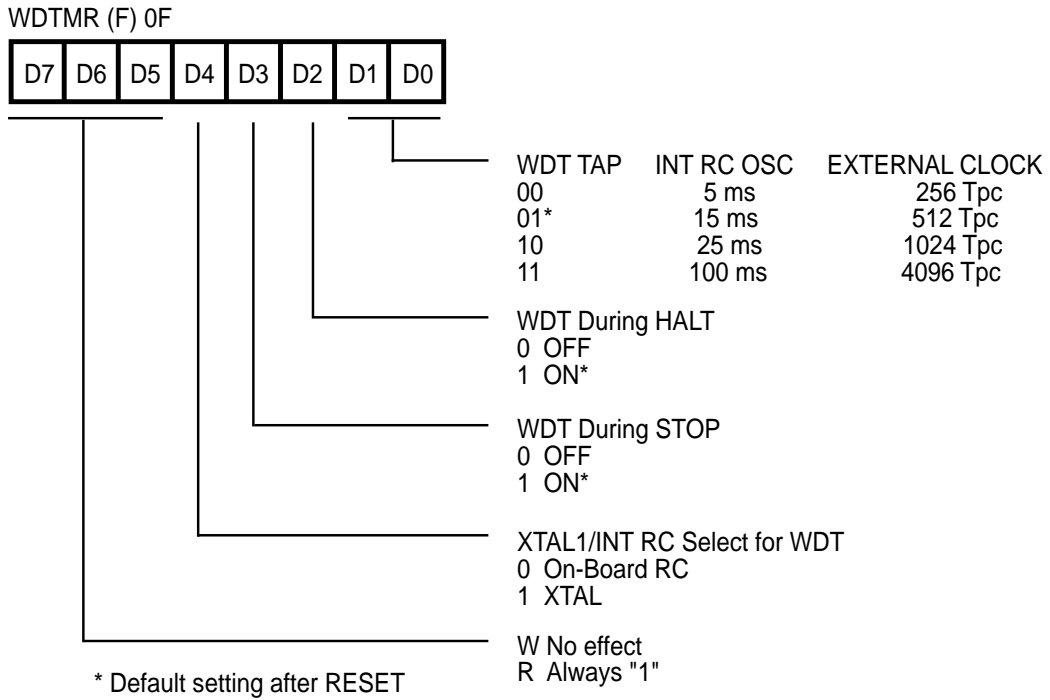 WDTMR (F) 0F
D7 D6 D5 D4 D3 D2 D1 D0
WDT TAP INT RC OSC EXTERNAL CLOCK
00 5 ms 256 Tpc
01* 15 ms 512 Tpc
10 25 ms 1024 Tpc
11 100 ms 4096 Tpc
WDT During HALT
0 OFF
1 ON*
WDT During STOP
0 OFF
1 ON*
XTAL1/INT RC Select for WDT
0 On-Board RC
1 XTAL
W No effect
R Always "1"
* Default setting after RESET